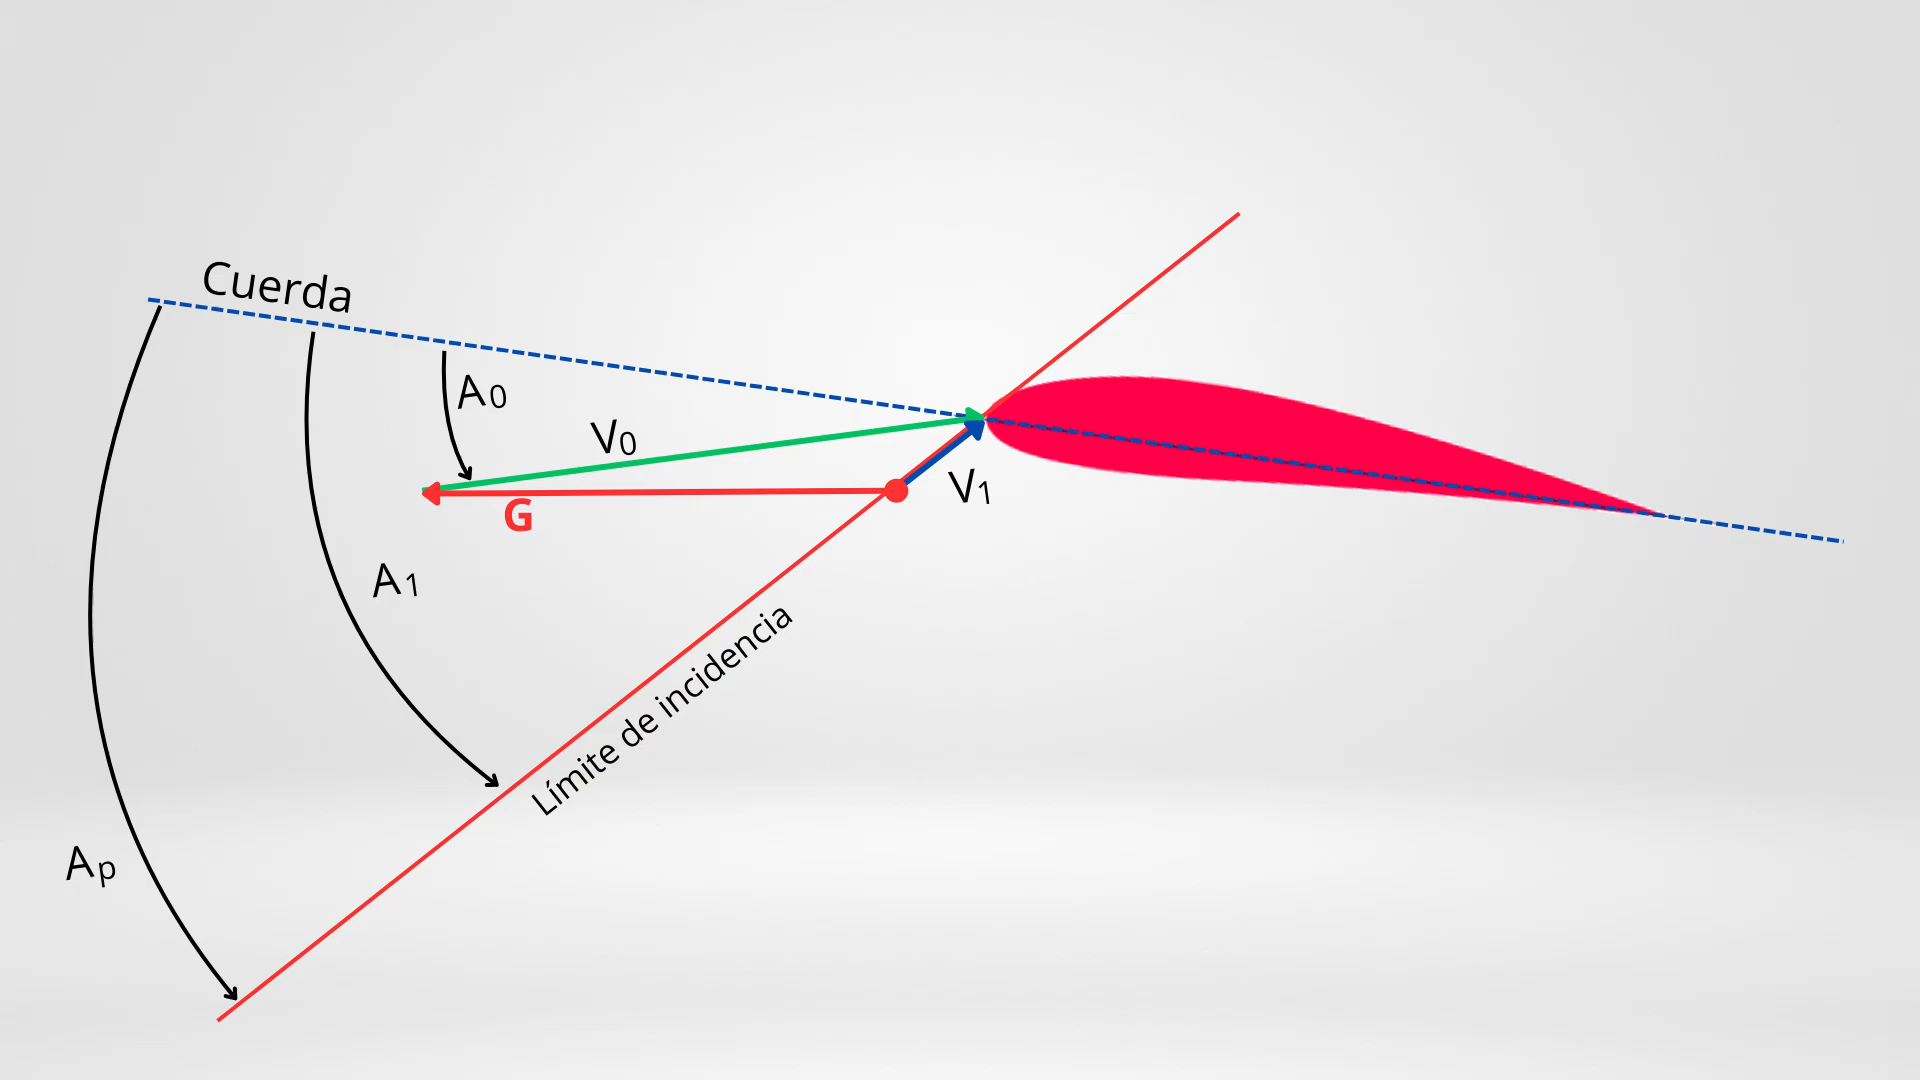 Cuerda
A0
V0
V1
G
A1
Límite de incidencia
Ap